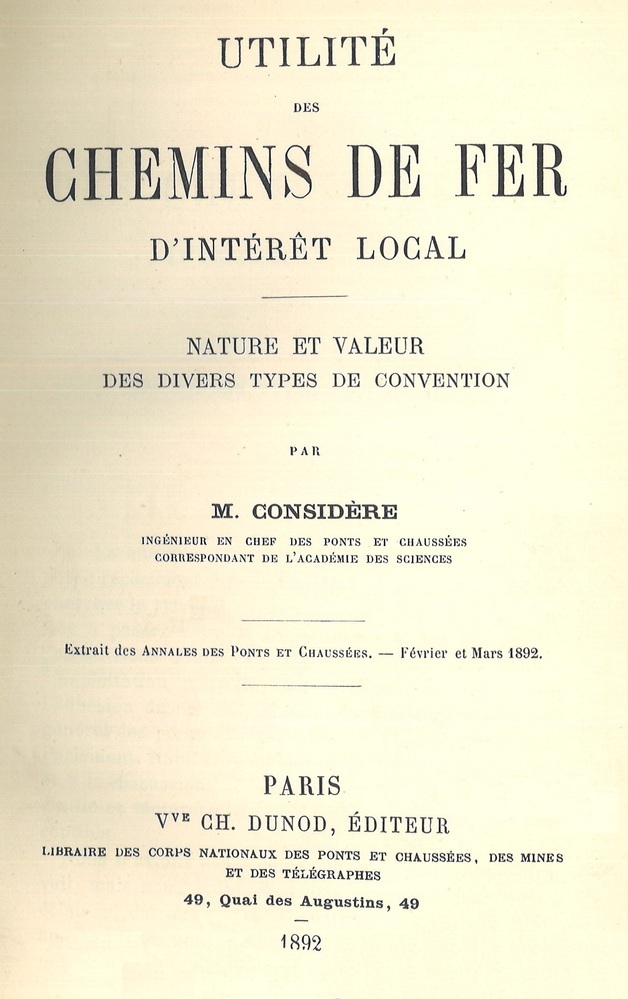 UTILITÉ
DES
CHEMINS DE FER
D'INTÉRÊT LOCAL
NATURE ET VALEUR
DES DIVERS TYPES DE CONVENTION
PAR
M. CONSIDÈRE
INGÉNIEUR EN CHEF DES PONTS ET CHAUSSÉES
CORRESPONDANT DE L'ACADÉMIE DES SCIENCES
Extrait des ANNALES DES PONTS ET CHAUSSÉES. — Février et Mars 1892.
PARIS
VVE CH. DUNOD, ÉDITEUR
LIBRAIRE DES CORPS NATIONAUX DES PONTS ET CHAUSSÉES, DES MINES
ET DES TÉLÉGRAPHES
49, Quai des Augustins, 49
1892